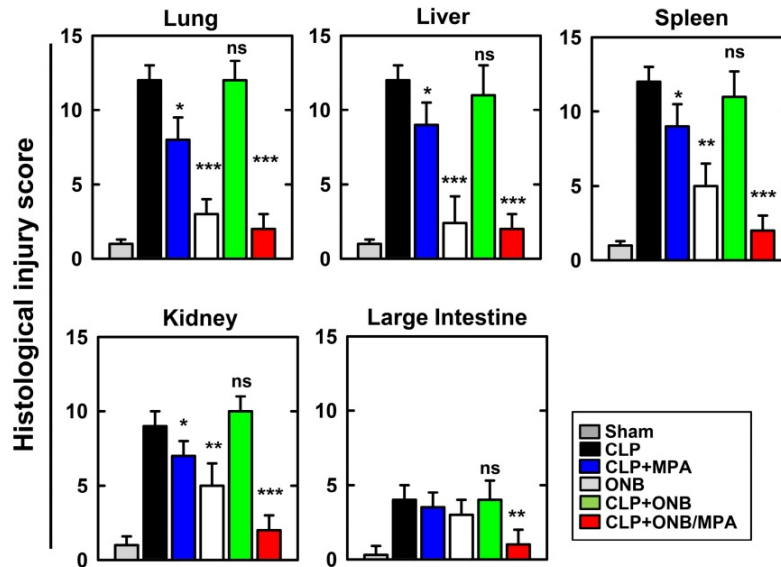 Histological injury score
Lung
15
10
5
0
*
***
ns
***
Liver
15
10
5
0
*
***
ns
***
Spleen
15
10
5
0
*
**
ns
***
Kidney
15
10
5
0
*
**
ns
***
Large Intestine
15
10
5
0
ns
**
Sham
CLP
CLP+MPA
ONB
CLP+ONB
CLP+ONB/MPA